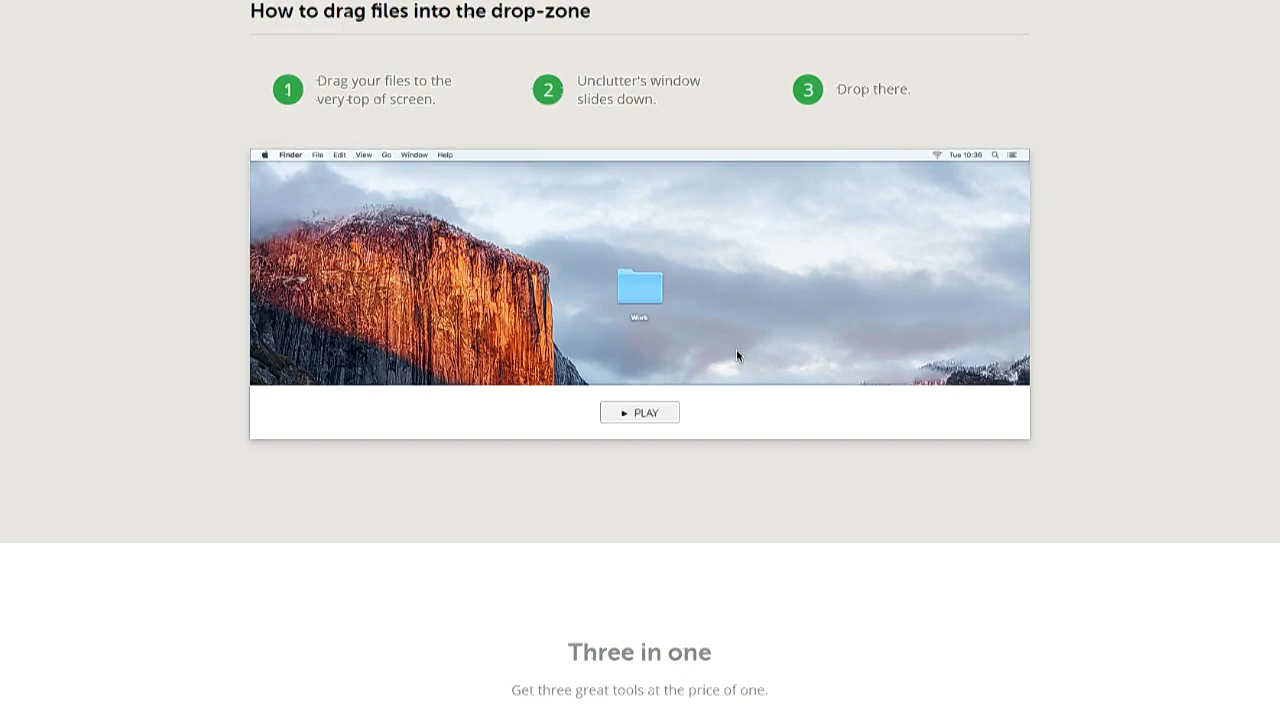 How to drag files into the drop-zone
1 Drag your files to the
very top of screen.
2 Unclutter's window
slides down.
3 Drop there.
Finder File Edit View Go Window Help Tue 10:36
Work
► PLAY
Three in one
Get three great tools at the price of one.